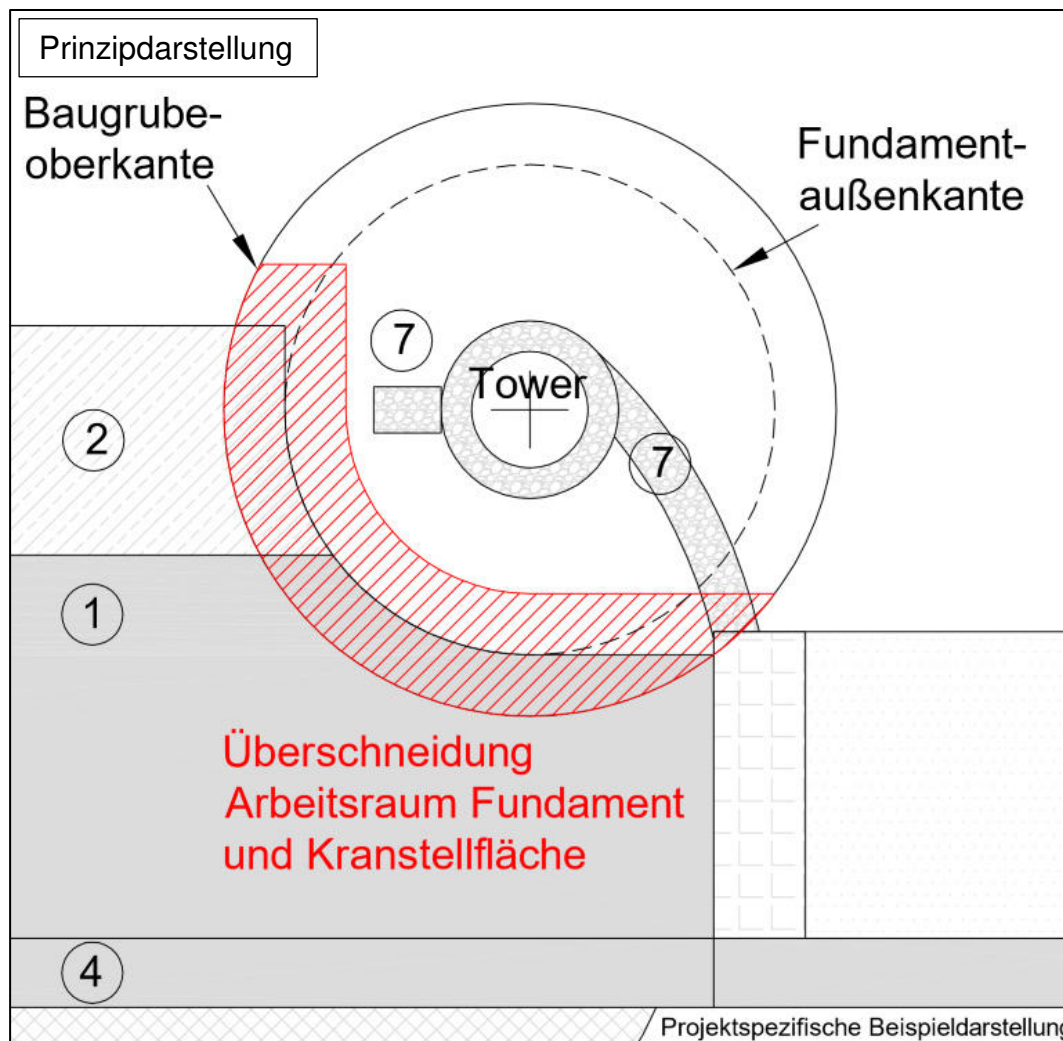 Prinzipdarstellung
Baugrube-
oberkante
Fundament-
außenkante
7
Tower
2
7
1
Überschneidung
Arbeitsraum Fundament
und Kranstellfläche
4
Projektspezifische Beispieldarstellung